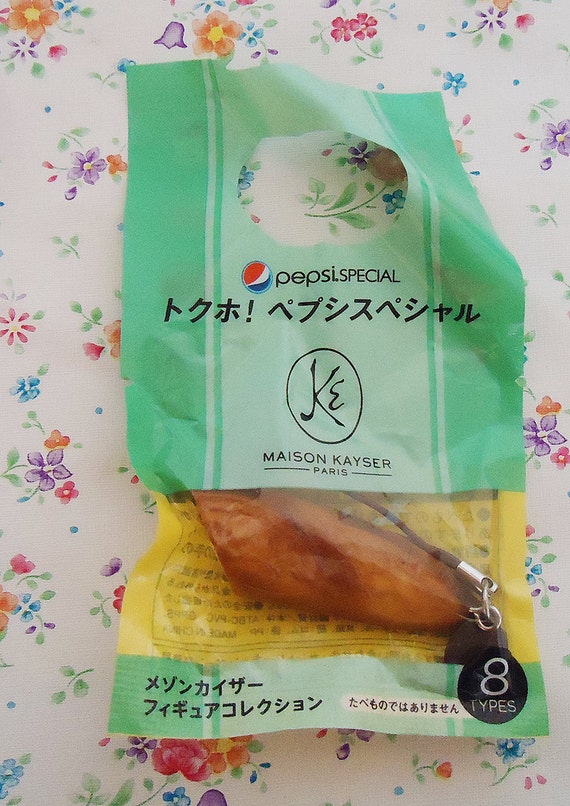 pepsi.SPECIAL
トクホ! ペプシスペシャル
KE
MAISON KAYSER
PARIS
メゾンカイザー
フィギュアコレクション
たべものではありません
8
TYPES